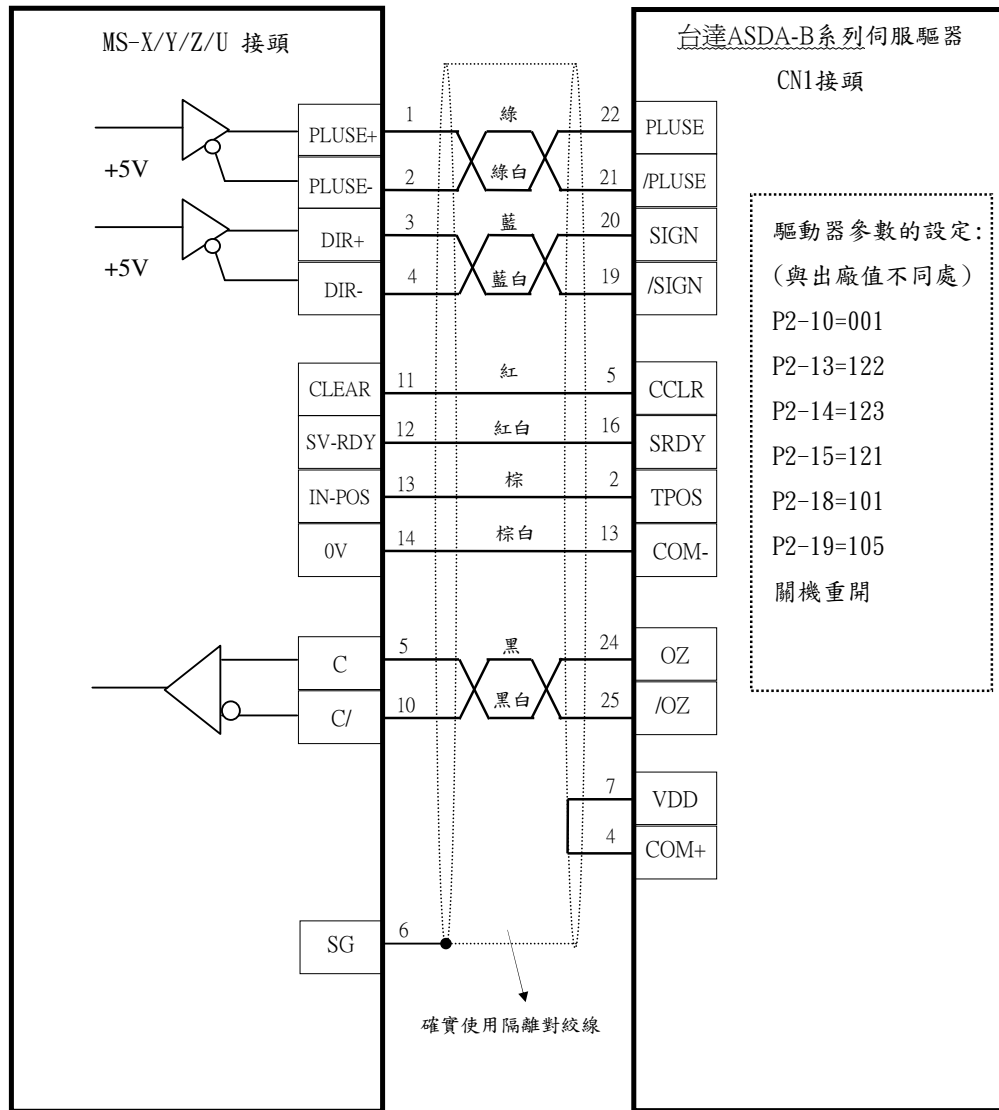 MS-X/Y/Z/U 接頭
台達ASDA-B系列伺服驅器
CN1接頭
PLUSE+ 1 綠 22 PLUSE
+5V
PLUSE- 2 綠白 21 /PLUSE
DIR+ 3 藍 20 SIGN
+5V
DIR- 4 藍白 19 /SIGN
CLEAR 11 紅 5 CCLR
SV-RDY 12 紅白 16 SRDY
IN-POS 13 棕 2 TPOS
0V 14 棕白 13 COM-
C 5 黑 24 OZ
C/ 10 黑白 25 /OZ
7 VDD
4 COM+
SG 6
確實使用隔離對絞線
驅動器參數的設定:
(與出廠值不同處)
P2-10=001
P2-13=122
P2-14=123
P2-15=121
P2-18=101
P2-19=105
關機重開